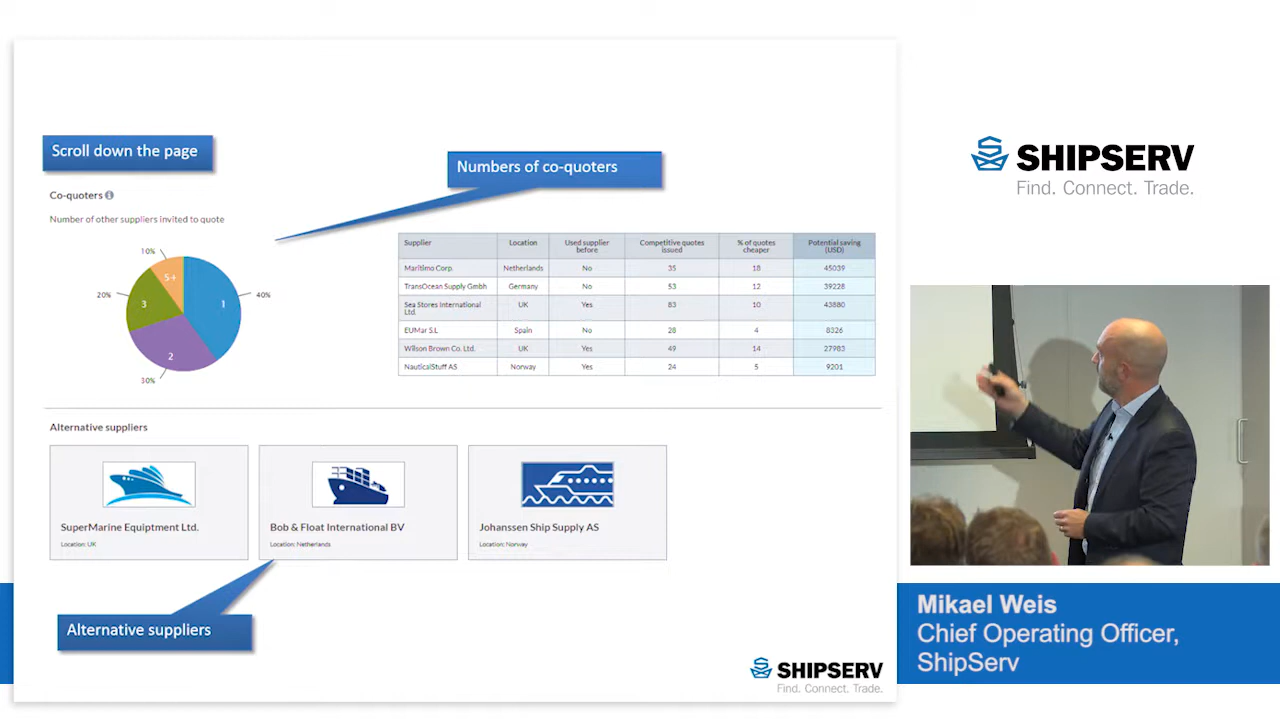 Scroll down the page
Numbers of co-quoters
Co-quoters
Number of other suppliers invited to quote
10%
5+
20%
3
1
40%
2
30%
Supplier Location Used supplier before Competitive quotes issued % of quotes cheaper Potential saving (USD)
Maritimo Corp. Netherlands No 35 18 45039
TransOcean Supply Gmbh Germany No 53 12 39228
Sea Stores International Ltd. UK Yes 83 10 43880
EUMar S.L Spain No 28 4 8326
Wilson Brown Co. Ltd. UK Yes 49 14 27983
NauticalStuff AS Norway Yes 24 5 9201
Alternative suppliers
SuperMarine Equiptment Ltd.
Location: UK
Bob & Float International BV
Location: Netherlands
Johanssen Ship Supply AS
Location: Norway
Alternative suppliers
SHIPSERV
Find. Connect. Trade.
SHIPSERV
Find. Connect. Trade.
Mikael Weis
Chief Operating Officer,
ShipServ